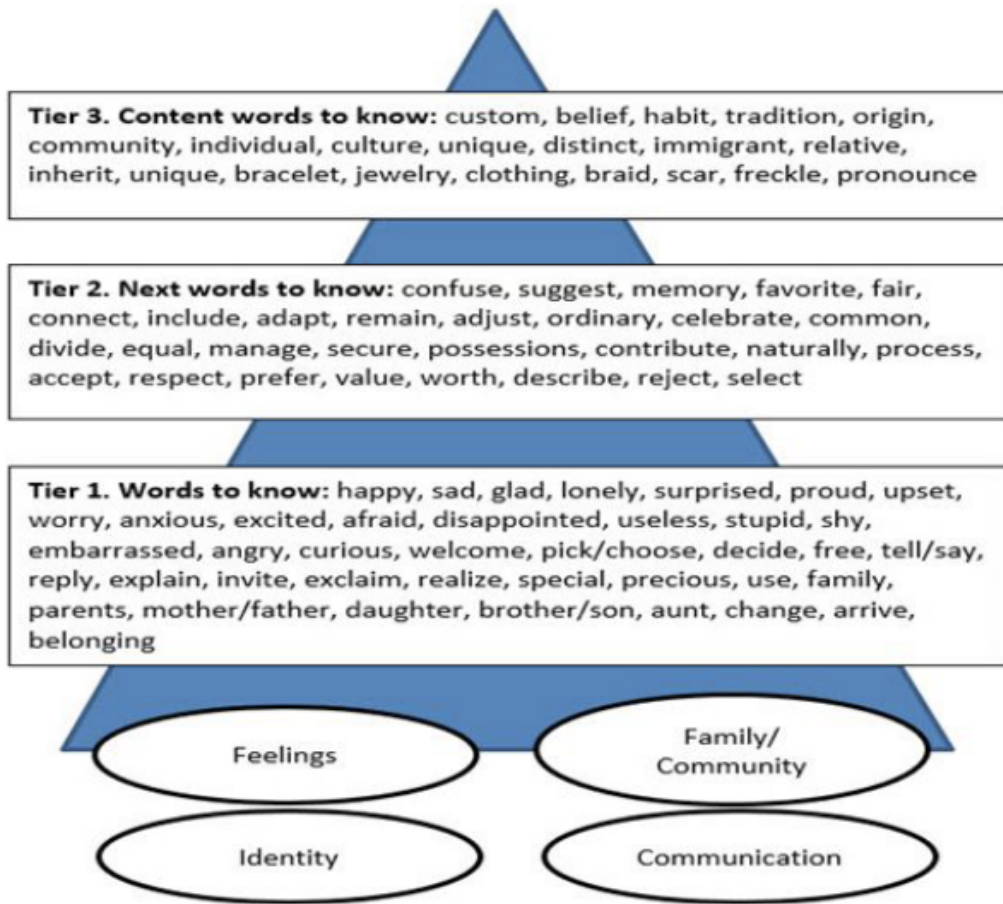 Tier 3. Content words to know: custom, belief, habit, tradition, origin,
community, individual, culture, unique, distinct, immigrant, relative,
inherit, unique, bracelet, jewelry, clothing, braid, scar, freckle, pronounce
Tier 2. Next words to know: confuse, suggest, memory, favorite, fair,
connect, include, adapt, remain, adjust, ordinary, celebrate, common,
divide, equal, manage, secure, possessions, contribute, naturally, process,
accept, respect, prefer, value, worth, describe, reject, select
Tier 1. Words to know: happy, sad, glad, lonely, surprised, proud, upset,
worry, anxious, excited, afraid, disappointed, useless, stupid, shy,
embarrassed, angry, curious, welcome, pick/choose, decide, free, tell/say,
reply, explain, invite, exclaim, realize, special, precious, use, family,
parents, mother/father, daughter, brother/son, aunt, change, arrive,
belonging
Feelings
Family/
Community
Identity
Communication